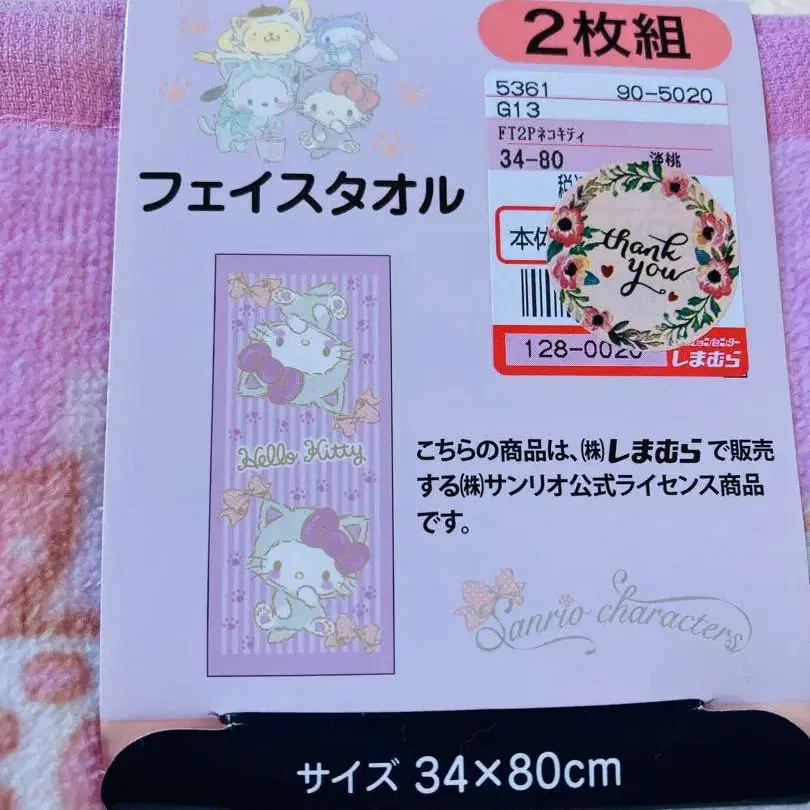 2枚組
5361 90-5020
G13
FT2Pネコキティ
34-80 淡桃
税
本体
thank
you
128-0020
しまむら
フェイスタオル
Hello Kitty
こちらの商品は、㈱しまむらで販売
する㈱サンリオ公式ライセンス商品
です。
Sanrio characters
サイズ 34×80cm